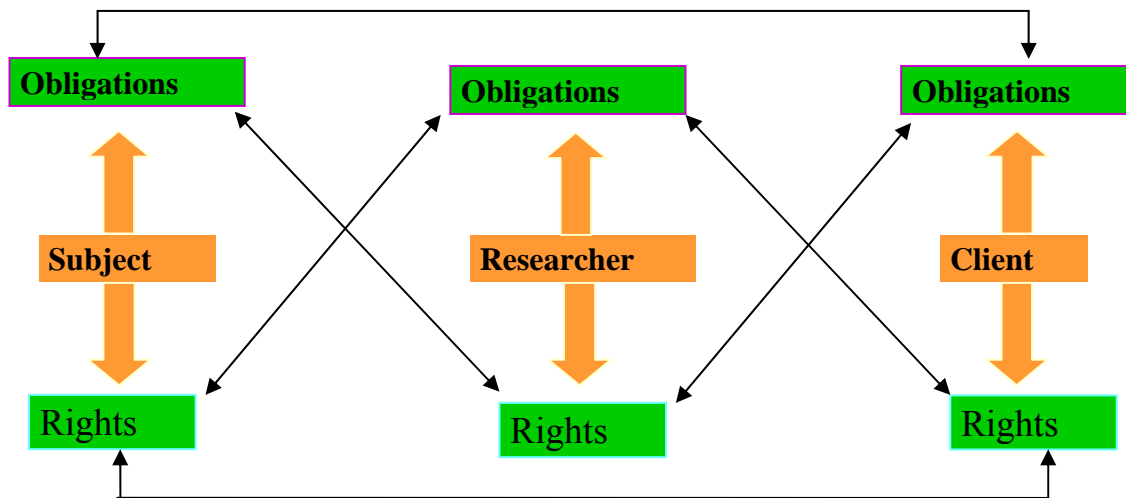 Obligations
Obligations
Obligations
Subject
Researcher
Client
Rights
Rights
Rights